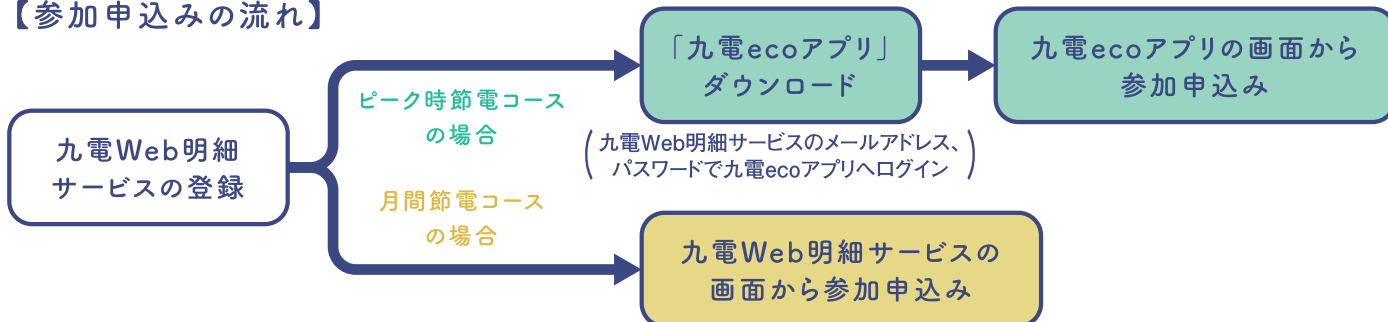 【参加申込みの流れ】
九電Web明細
サービスの登録
ピーク時節電コース
の場合
「九電ecoアプリ」
ダウンロード
九電Web明細サービスのメールアドレス、
パスワードで九電ecoアプリへログイン
九電ecoアプリの画面から
参加申込み
月間節電コース
の場合
九電Web明細サービスの
画面から参加申込み